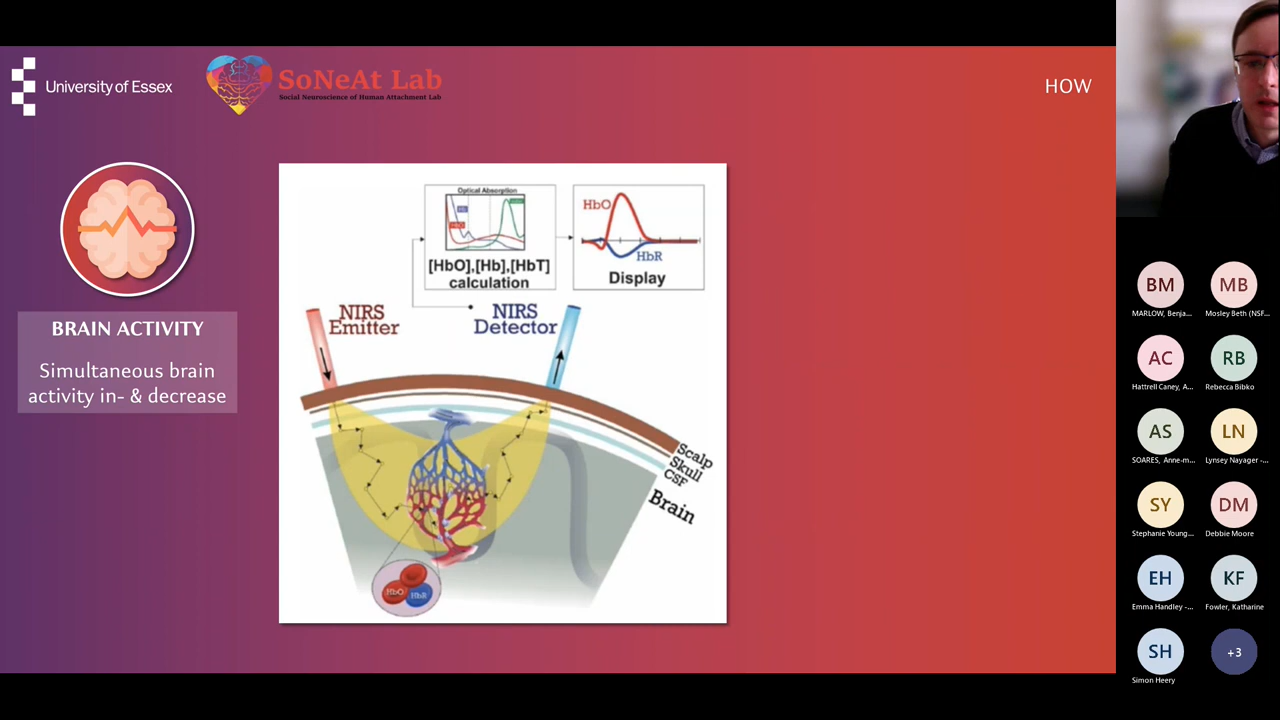 University of Essex
SoNeAt Lab
Social Neuroscience of Human Attachment Lab
HOW
BRAIN ACTIVITY
Simultaneous brain
activity in- & decrease
Optical Absorption
[HbO],[Hb],[HbT]
calculation
HbO
HbR
Display
NIRS
Emitter
NIRS
Detector
Scalp
Skull
CSF
Brain
HbO
HbR
BM
MARLOW, Benja...
MB
Mosley Beth (NSF...
AC
Hattrell Caney, A...
RB
Rebecca Bibko
AS
SOARES, Anne-m...
LN
Lynsey Nayager -...
SY
Stephanie Young...
DM
Debbie Moore
EH
Emma Handley -...
KF
Fowler, Katharine
SH
Simon Heery
+3